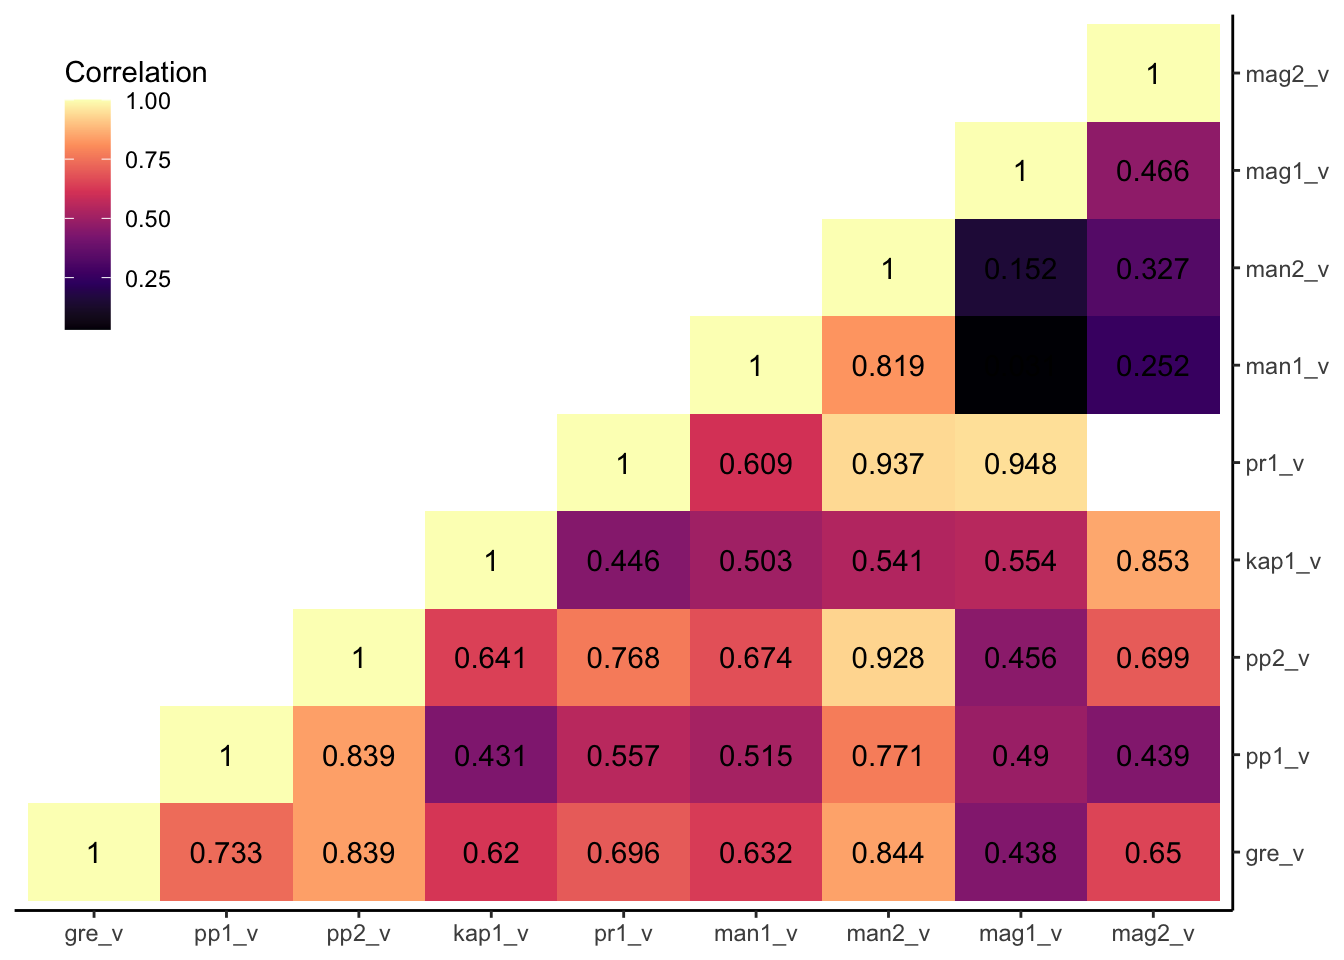 Correlation
1.00
0.75
0.50
0.25
1 mag2_v
1 0.466 mag1_v
1 0.152 0.327 man2_v
1 0.819 0.252 man1_v
1 0.609 0.937 0.948 pr1_v
1 0.446 0.503 0.541 0.554 0.853 kap1_v
1 0.641 0.768 0.674 0.928 0.456 0.699 pp2_v
1 0.839 0.431 0.557 0.515 0.771 0.49 0.439 pp1_v
1 0.733 0.839 0.62 0.696 0.632 0.844 0.438 0.65 gre_v
gre_v pp1_v pp2_v kap1_v pr1_v man1_v man2_v mag1_v mag2_v